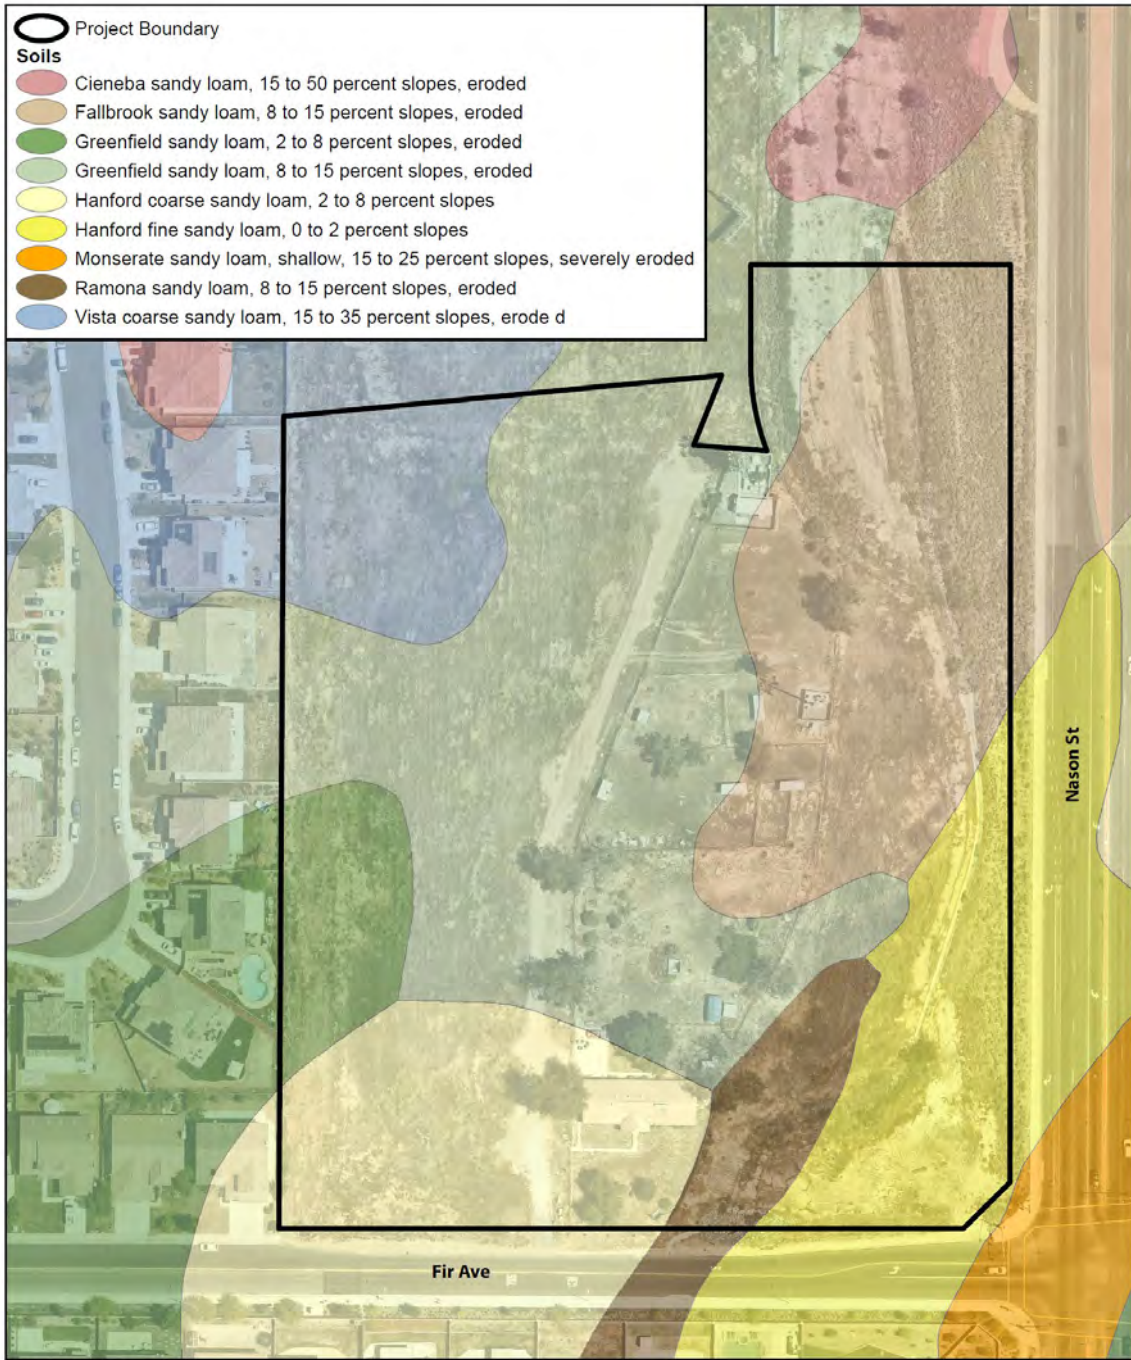 Project Boundary
Soils
Cieneba sandy loam, 15 to 50 percent slopes, eroded
Fallbrook sandy loam, 8 to 15 percent slopes, eroded
Greenfield sandy loam, 2 to 8 percent slopes, eroded
Greenfield sandy loam, 8 to 15 percent slopes, eroded
Hanford coarse sandy loam, 2 to 8 percent slopes
Hanford fine sandy loam, 0 to 2 percent slopes
Monserate sandy loam, shallow, 15 to 25 percent slopes, severely eroded
Ramona sandy loam, 8 to 15 percent slopes, eroded
Vista coarse sandy loam, 15 to 35 percent slopes, erode d
Nason St
Fir Ave